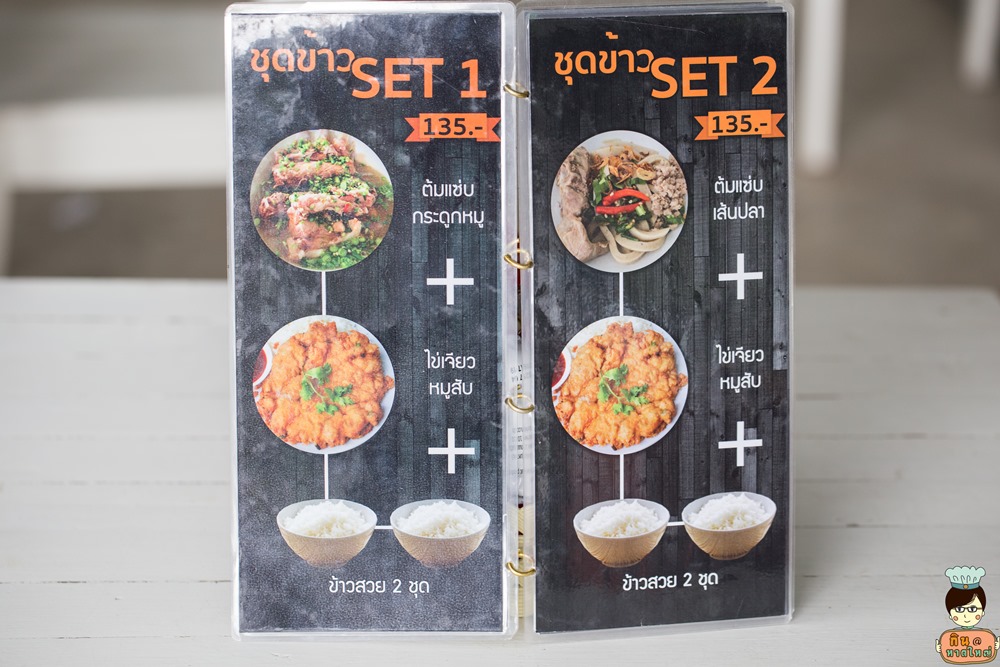 ชุดข้าว SET 1
135.-
ต้มแซ่บ
กระดูกหมู
+
ไข่เจียว
หมูสับ
+
ข้าวสวย 2 ชุด
ชุดข้าว SET 2
135.-
ต้มแซ่บ
เส้นปลา
+
ไข่เจียว
หมูสับ
+
ข้าวสวย 2 ชุด
กิน@
หาดใหญ่